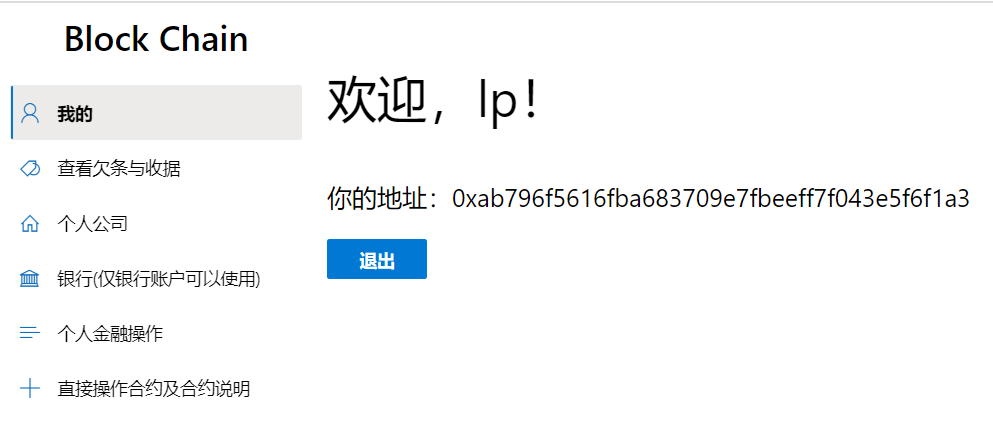 Block Chain
我的
查看欠条与收据
个人公司
银行(仅银行账户可以使用)
个人金融操作
直接操作合约及合约说明
欢迎，lp！
你的地址：0xab796f5616fba683709e7fbeeff7f043e5f6f1a3
退出